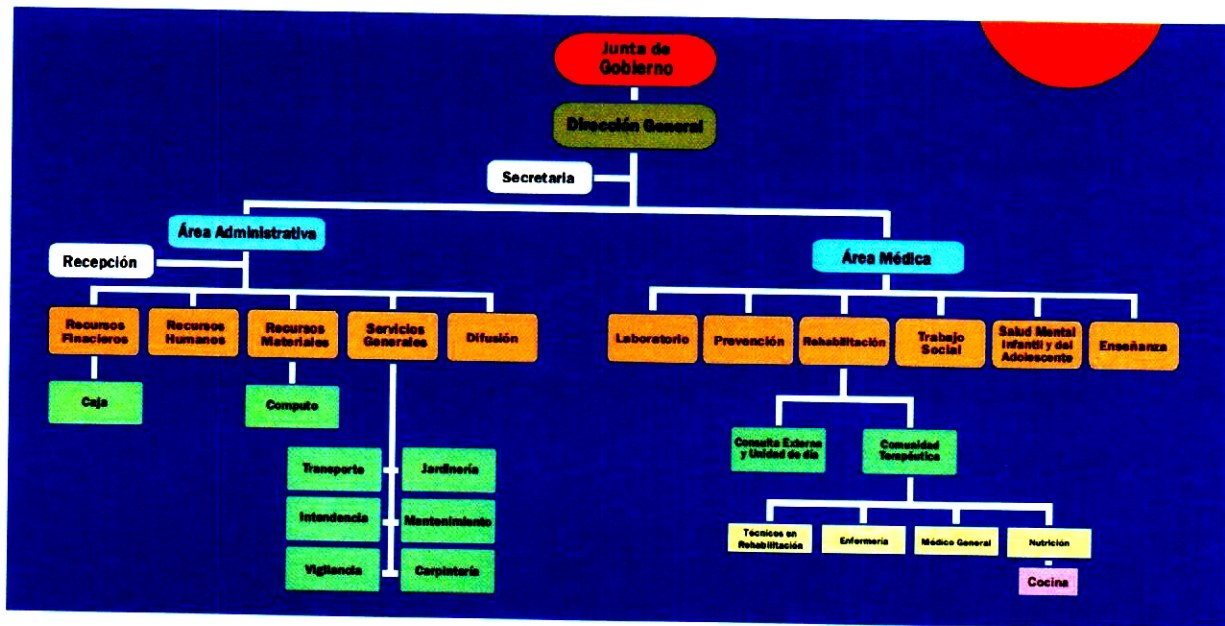 Junta de
Gobierno
Dirección General
Secretaria
Área Administrativa
Área Médica
Recepción
Recursos
Finacieros
Recursos
Humanos
Recursos
Materiales
Servicios
Generales
Difusión
Laboratorio
Prevención
Rehabilitación
Trabajo
Social
Salud Mental
Infantil y del
Adolescente
Enseñanza
Caja
Computo
Consulta Externa
y Unidad de día
Comunidad
Terapéutica
Transporte
Jardinería
Intendencia
Mantenimiento
Vigilancia
Carpintería
Técnicos en
Rehabilitación
Enfermería
Médico General
Nutrición
Cocina